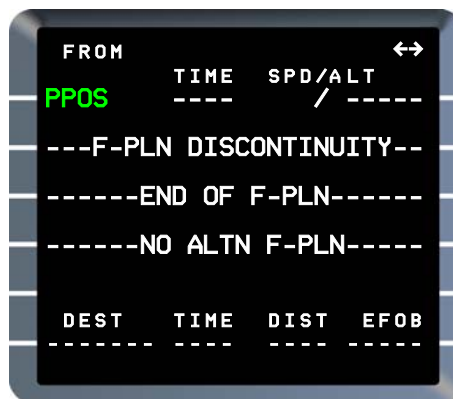 FROM ↔
TIME SPD/ALT
PPOS ---- / -----
---F-PLN DISCONTINUITY--
------END OF F-PLN------
------NO ALTN F-PLN-----
DEST TIME DIST EFOB
------- ---- ---- -----